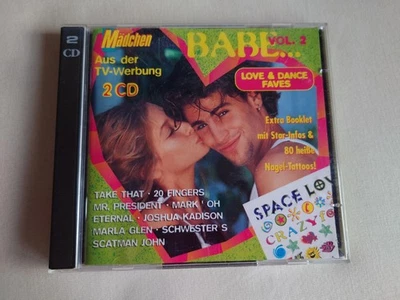 2
CD
Mädchen
Aus der
TV-Werbung
2 CD
BABE...
VOL. 2
LOVE & DANCE
FAVES
Extra Booklet
mit Star-Infos &
80 heiße
Nagel-Tattoos!
TAKE THAT · 20 FINGERS
MR. PRESIDENT · MARK ' OH
ETERNAL · JOSHUA KADISON
MARLA GLEN · SCHWESTER S
SCATMAN JOHN
SPACE LOV
CRAZY